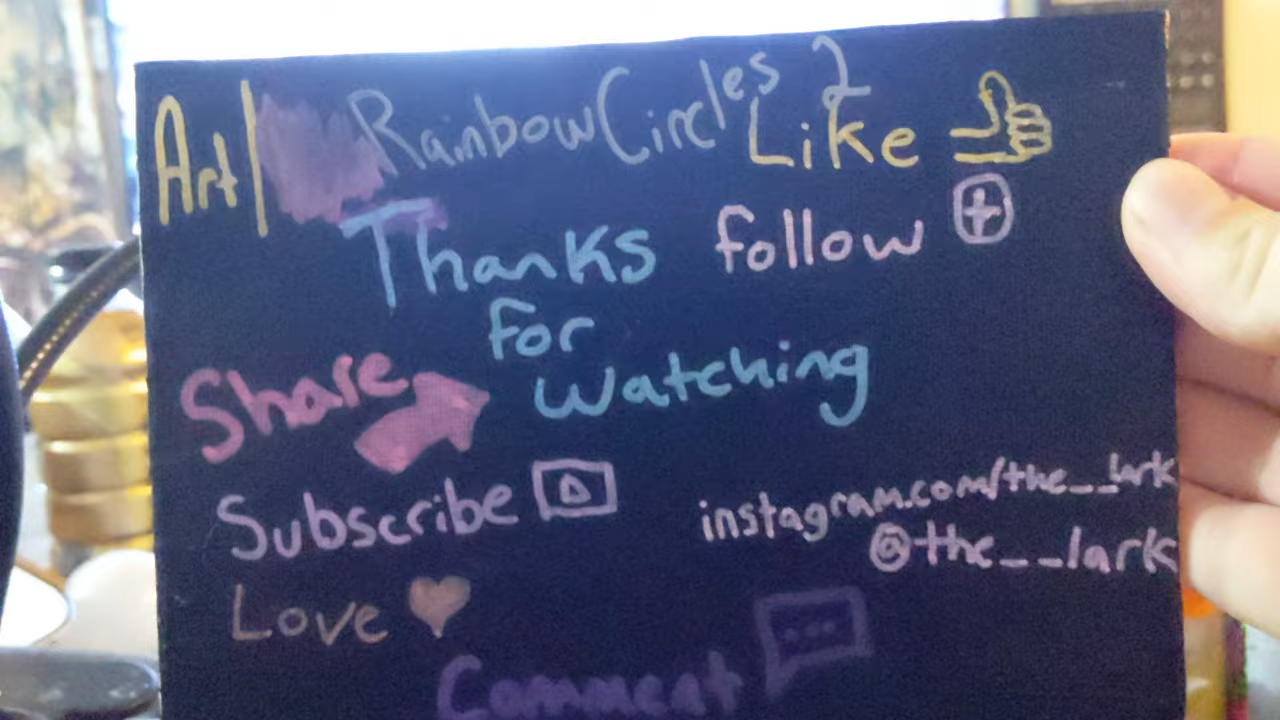 Art/ RainbowCircles 2
Like
Thanks
follow
for
Watching
Share
Subscribe
instagram.com/the__lark
@the__lark
Love
Comment